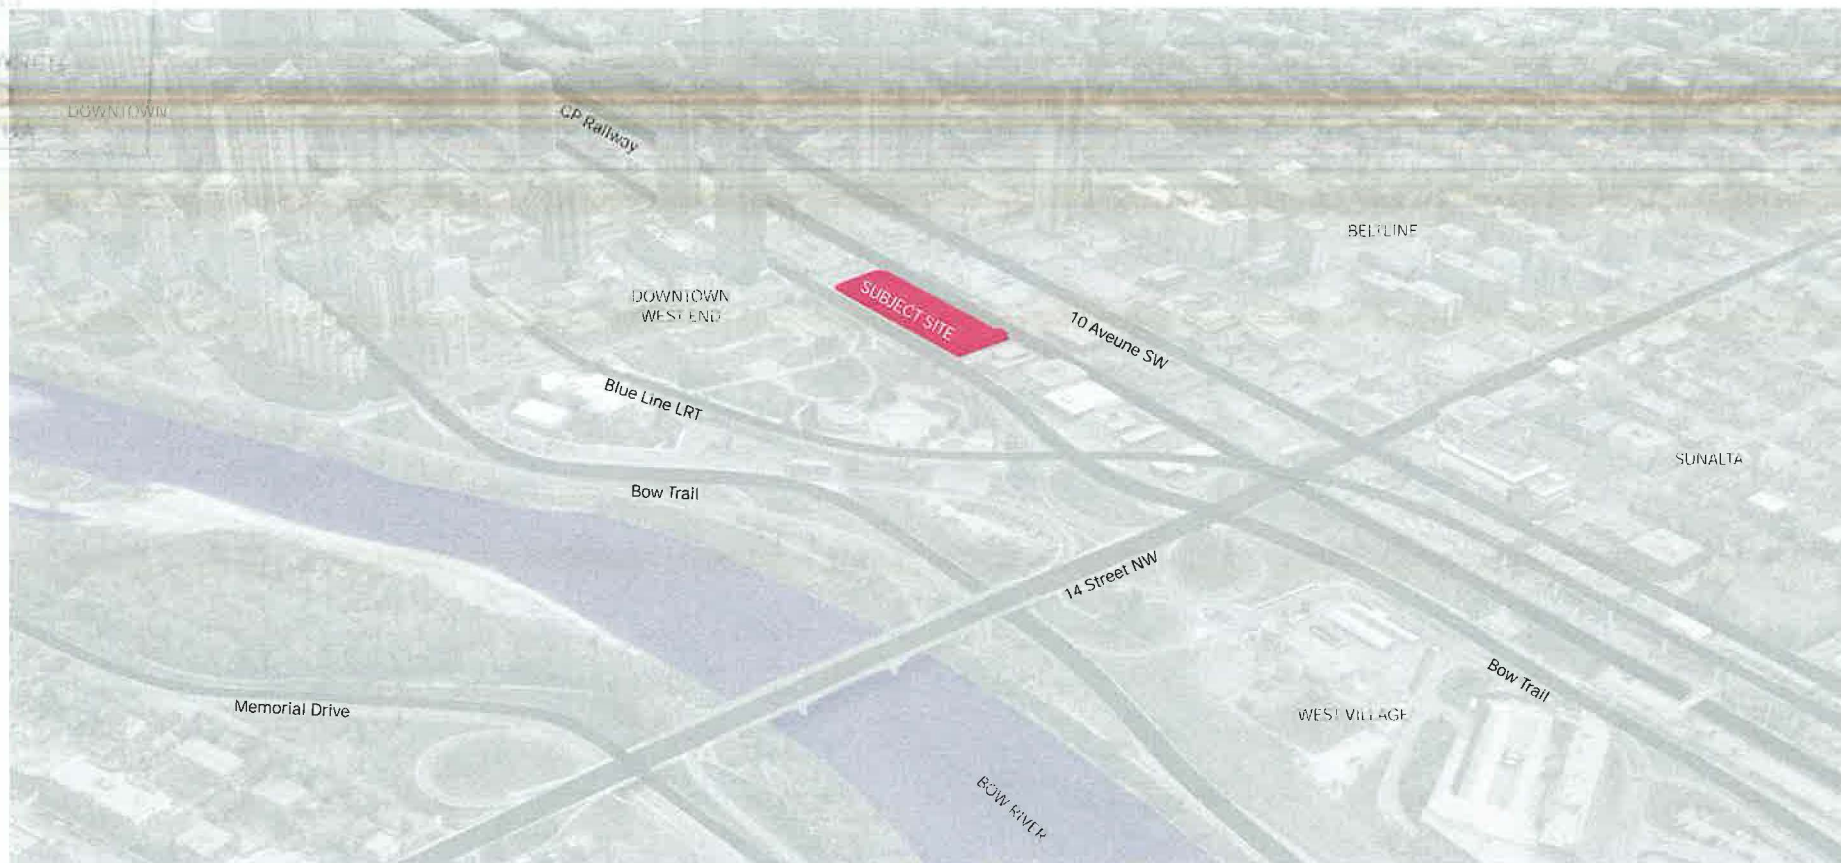 DOWNTOWN
CP Railway
BELTLINE
DOWNTOWN
WEST END
SUBJECT SITE
10 Aveune SW
Blue Line LRT
SUNALTA
Bow Trail
14 Street NW
Bow Trail
Memorial Drive
WEST VILLAGE
BOW RIVER